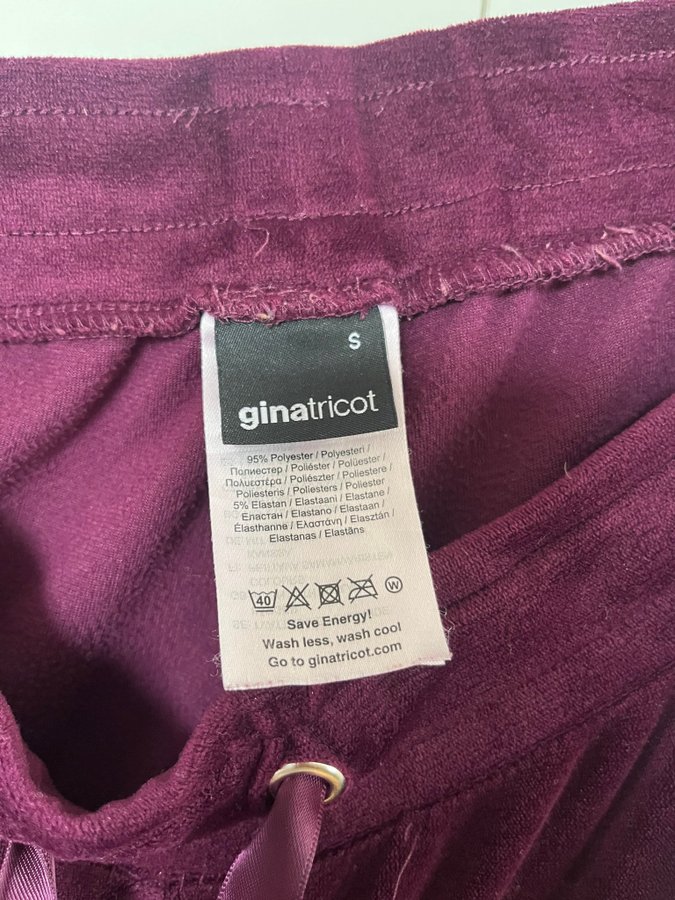 S
ginatricot
95% Polyester / Polyesteri /
Полиестер / Poliéster / Polüester /
Πολυεστέρα / Poliészter / Poliestere /
Poliesteris / Poliesters / Poliester
5% Elastan / Elastaani / Elastane /
Еластан / Elastano / Elastaan /
Élasthanne / Ελαστάνη / Elasztán /
Elastanas / Elastāns
40
W
Save Energy!
Wash less, wash cool
Go to ginatricot.com